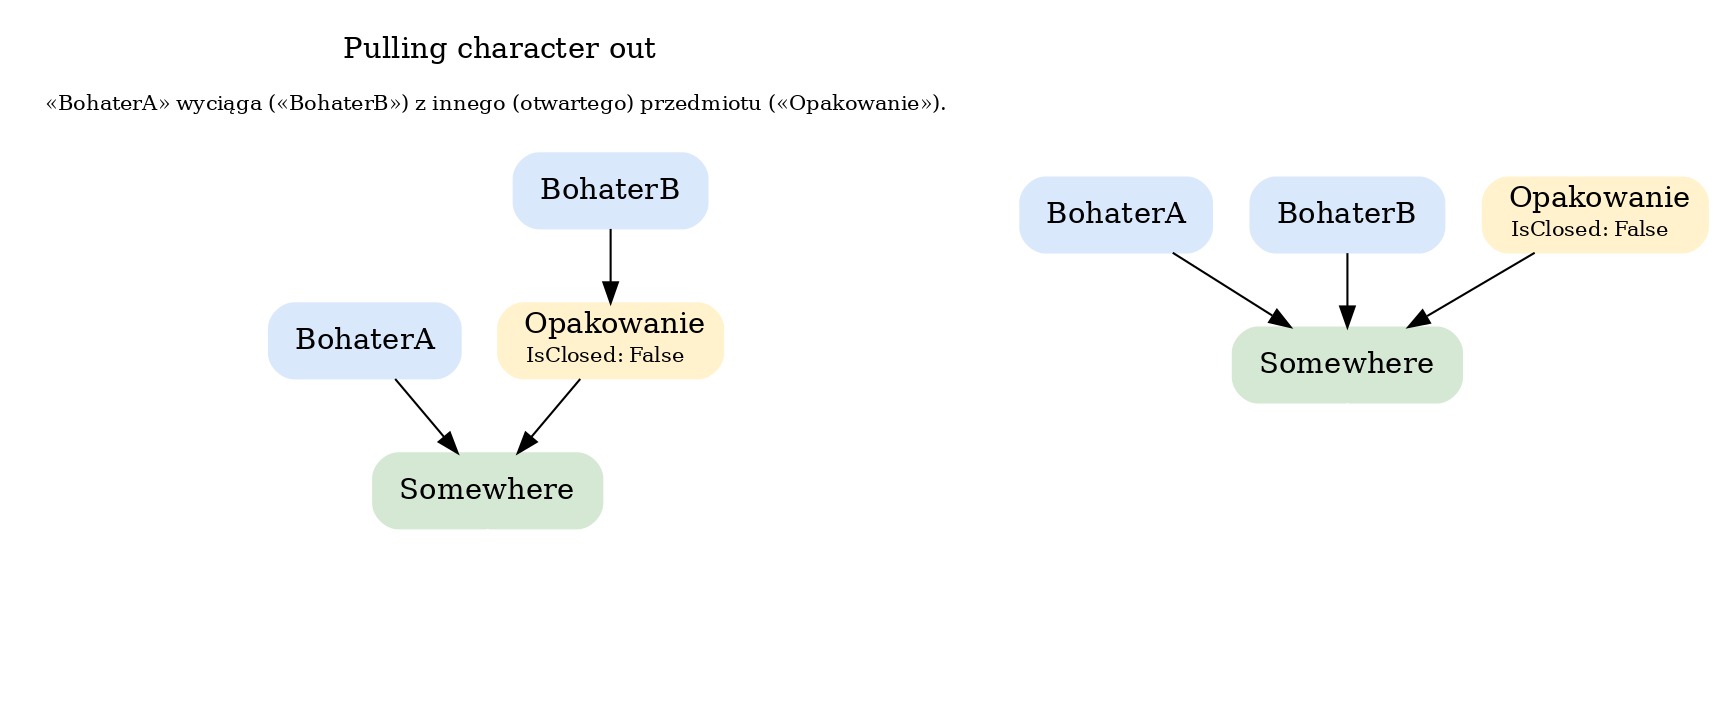 Pulling character out
«BohaterA» wyciąga («BohaterB») z innego (otwartego) przedmiotu («Opakowanie»).
BohaterB
BohaterA
Opakowanie
IsClosed: False
Somewhere
BohaterA
BohaterB
Opakowanie
IsClosed: False
Somewhere